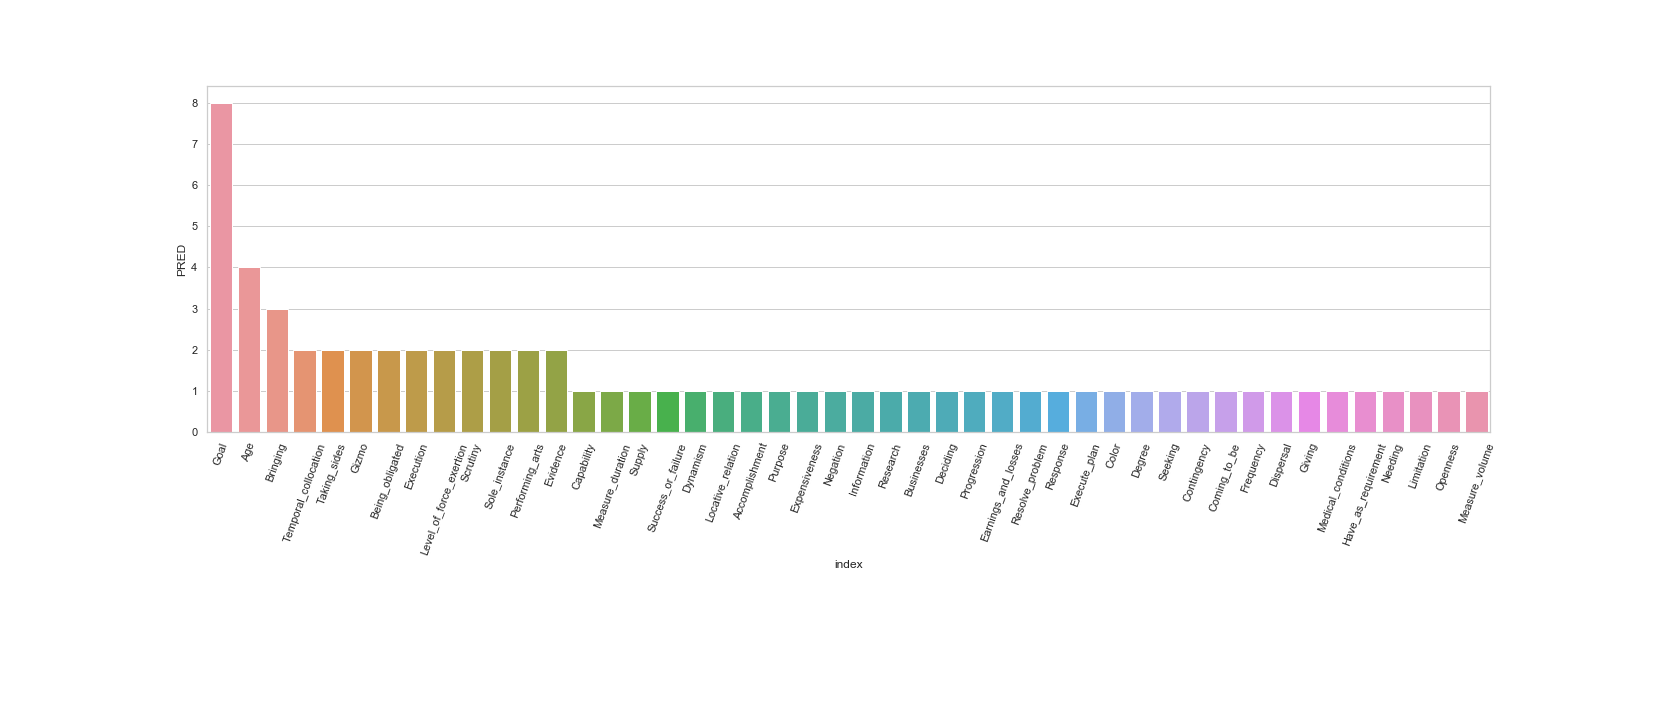 8
7
6
5
4
3
2
1
0
PRED
Goal
Age
Bringing
Temporal_collocation
Taking_sides
Gizmo
Being_obligated
Execution
Level_of_force_exertion
Scrutiny
Sole_instance
Performing_arts
Evidence
Capability
Measure_duration
Supply
Success_or_failure
Dynamism
Locative_relation
Accomplishment
Purpose
Expensiveness
Negation
Information
Research
Businesses
Deciding
Progression
Earnings_and_losses
Resolve_problem
Response
Execute_plan
Color
Degree
Seeking
Contingency
Coming_to_be
Frequency
Dispersal
Giving
Medical_conditions
Have_as_requirement
Needing
Limitation
Openness
Measure_volume
index